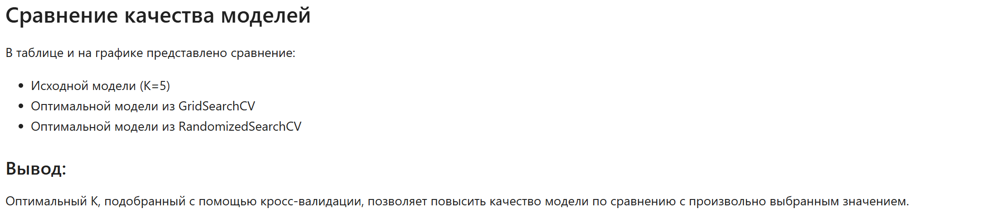 Сравнение качества моделей
В таблице и на графике представлено сравнение:
• Исходной модели (K=5)
• Оптимальной модели из GridSearchCV
• Оптимальной модели из RandomizedSearchCV
Вывод:
Оптимальный K, подобранный с помощью кросс-валидации, позволяет повысить качество модели по сравнению с произвольно выбранным значением.